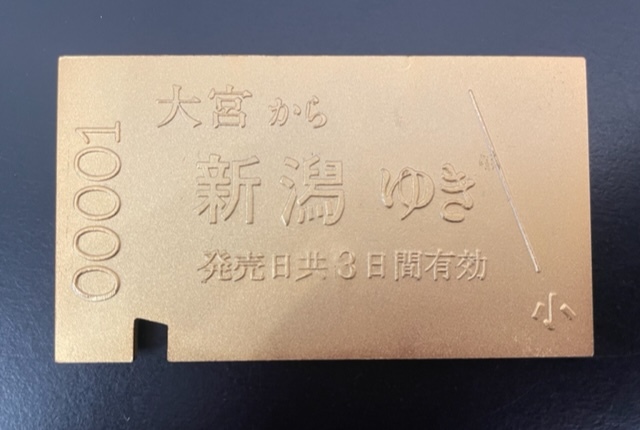 大宮から
新潟ゆき
発売日共3日間有効
小
00001